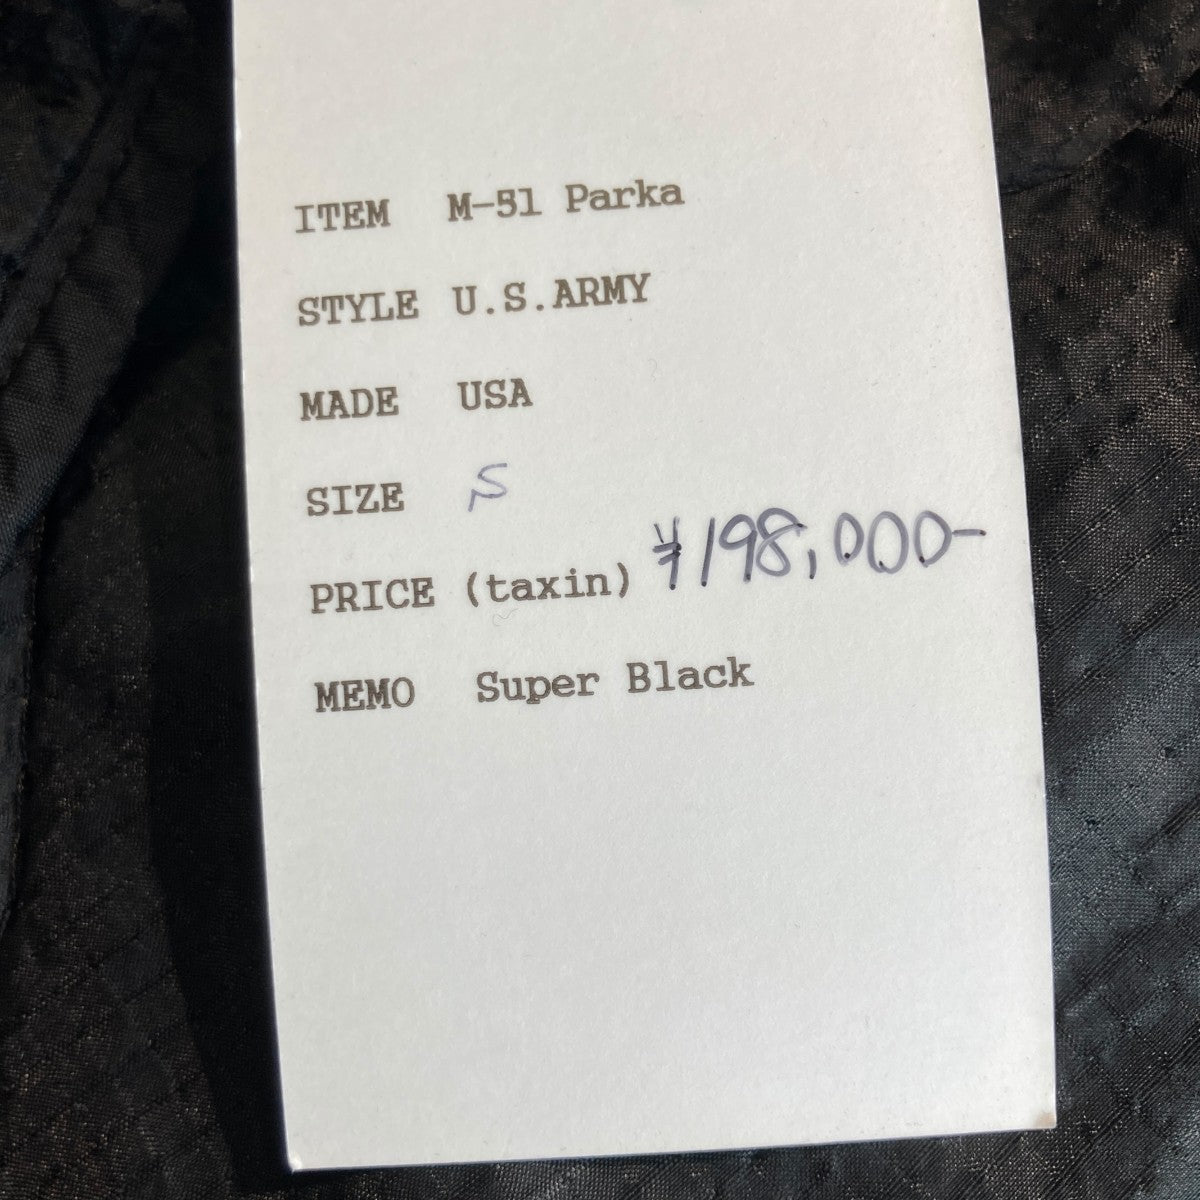 ITEM M-51 Parka
STYLE U.S.ARMY
MADE USA
SIZE S
PRICE (taxin) ¥198,000-
MEMO Super Black